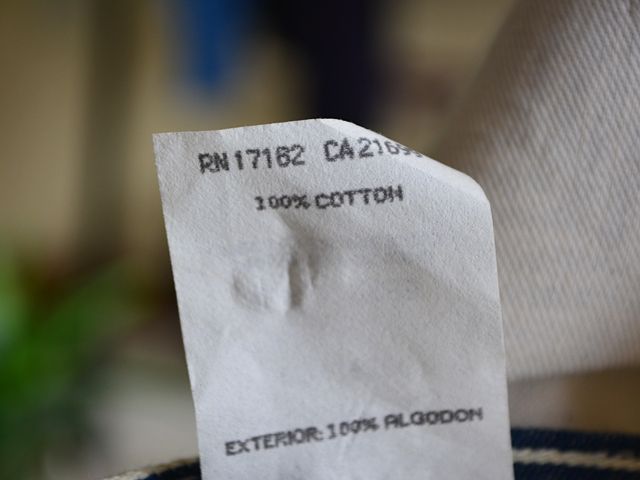 RN17162
100% COTTON
EXTERIOR: 100% ALGODON